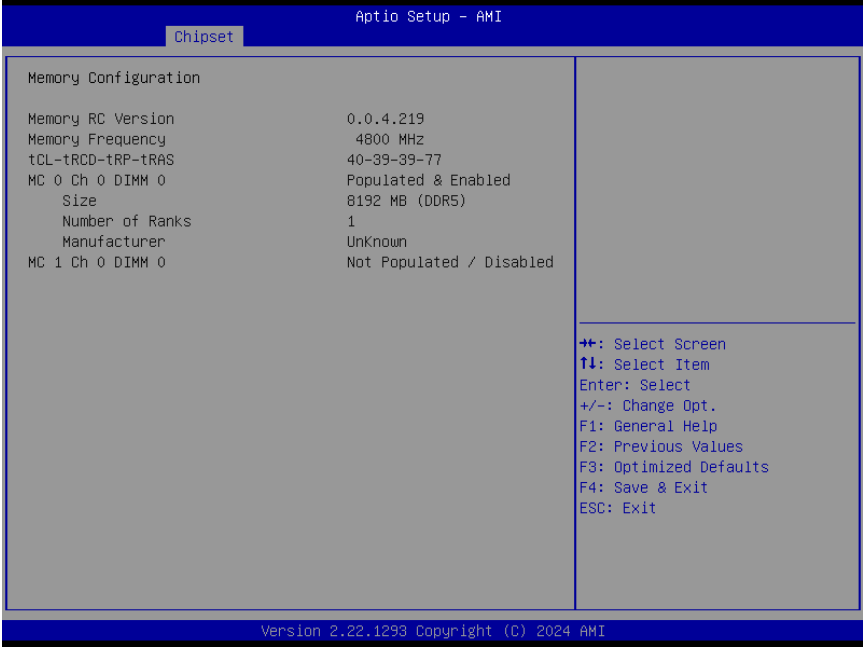 Aptio Setup – AMI
Chipset
Memory Configuration
Memory RC Version 0.0.4.219
Memory Frequency 4800 MHz
tCL-tRCD-tRP-tRAS 40-39-39-77
MC 0 Ch 0 DIMM 0 Populated & Enabled
Size 8192 MB (DDR5)
Number of Ranks 1
Manufacturer UnKnown
MC 1 Ch 0 DIMM 0 Not Populated / Disabled
→←: Select Screen
↑↓: Select Item
Enter: Select
+/-: Change Opt.
F1: General Help
F2: Previous Values
F3: Optimized Defaults
F4: Save & Exit
ESC: Exit
Version 2.22.1293 Copyright (C) 2024 AMI